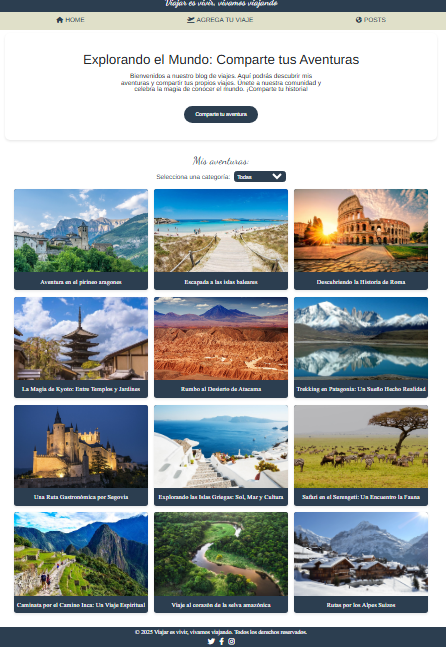 Viajar es vivir, vivamos viajando
HOME
AGREGA TU VIAJE
POSTS
Explorando el Mundo: Comparte tus Aventuras
Bienvenidos a nuestro blog de viajes. Aquí podrás descubrir mis
aventuras y compartir tus propios viajes. Únete a nuestra comunidad y
celebra la magia de conocer el mundo. ¡Comparte tu historia!
Comparte tu aventura
Mis aventuras:
Selecciona una categoría:
Todas
Aventura en el pirineo aragones
Escapada a las islas baleares
Descubriendo la Historia de Roma
La Magia de Kyoto: Entre Templos y Jardines
Rumbo al Desierto de Atacama
Trekking en Patagonia: Un Sueño Hecho Realidad
Una Ruta Gastronómica por Segovia
Explorando las Islas Griegas: Sol, Mar y Cultura
Safari en el Serengeti: Un Encuentro la Fauna
Caminata por el Camino Inca: Un Viaje Espiritual
Viaje al corazón de la selva amazónica
Rutas por los Alpes Suizos
© 2025 Viajar es vivir, vivamos viajando. Todos los derechos reservados.